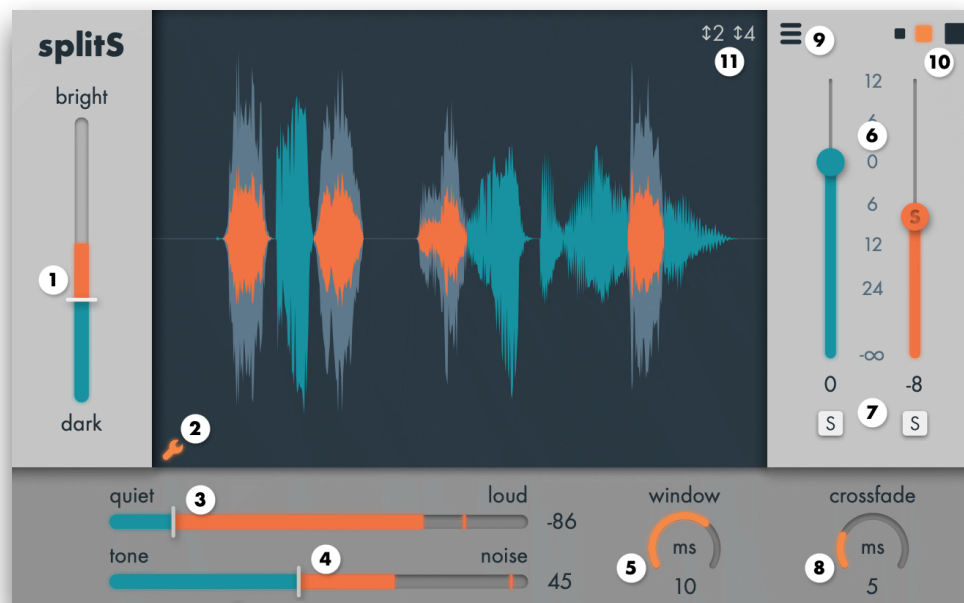 splitS
bright
1
dark
↕2 ↕4
11
2
9
10
12
6
6
0
6
12
24
-∞
S
0
-8
7
S
S
quiet
3
loud
-86
tone
4
noise
45
window
5
ms
10
crossfade
8
ms
5